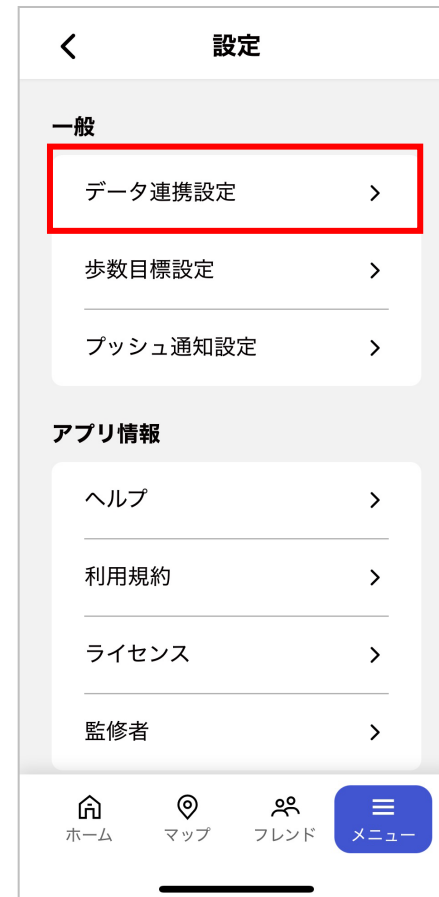 設定
一般
データ連携設定
歩数目標設定
プッシュ通知設定
アプリ情報
ヘルプ
利用規約
ライセンス
監修者
ホーム
マップ
フレンド
メニュー